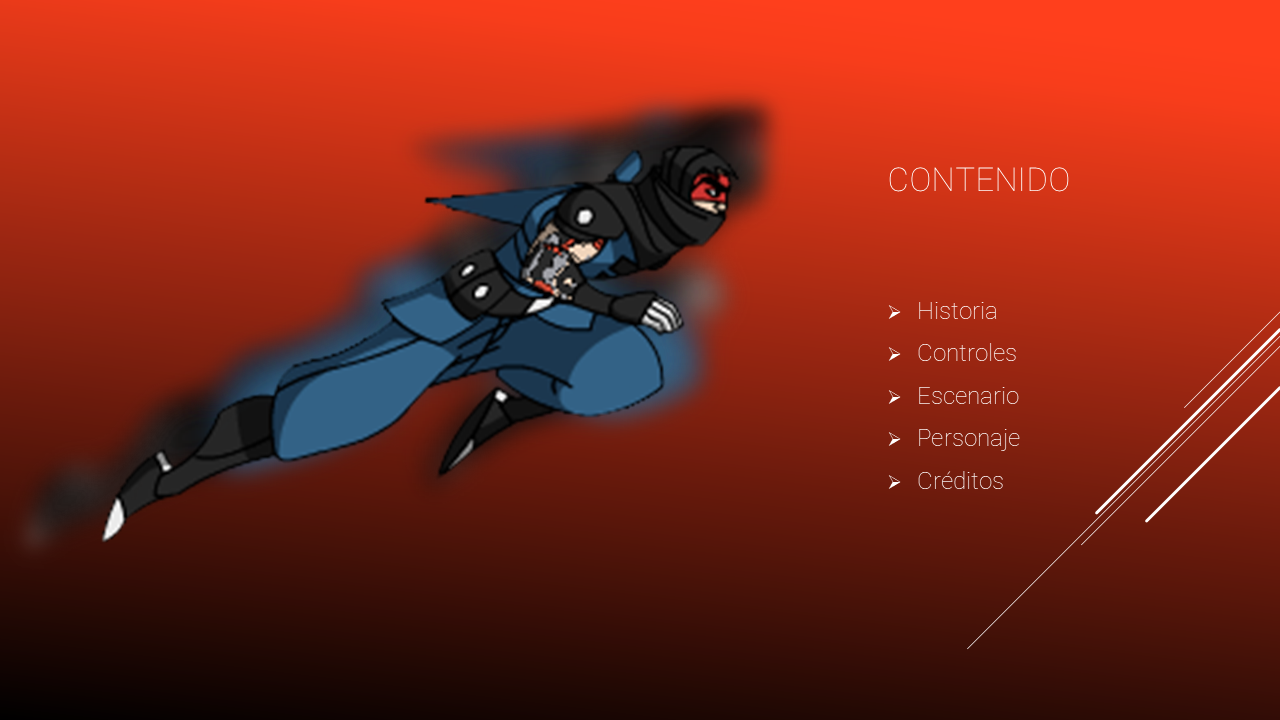 CONTENIDO
Historia
Controles
Escenario
Personaje
Créditos